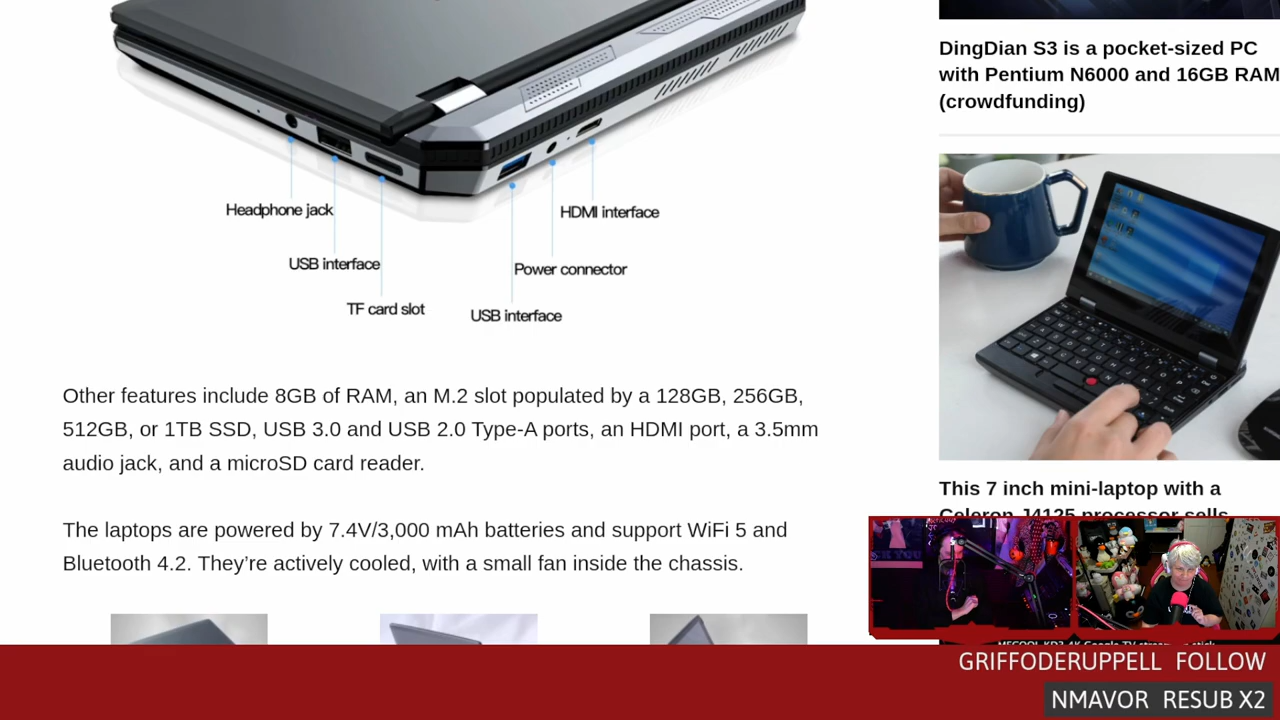 Headphone jack
USB interface
TF card slot
HDMI interface
Power connector
USB interface
Other features include 8GB of RAM, an M.2 slot populated by a 128GB, 256GB,
512GB, or 1TB SSD, USB 3.0 and USB 2.0 Type-A ports, an HDMI port, a 3.5mm
audio jack, and a microSD card reader.
The laptops are powered by 7.4V/3,000 mAh batteries and support WiFi 5 and
Bluetooth 4.2. They’re actively cooled, with a small fan inside the chassis.
DingDian S3 is a pocket-sized PC
with Pentium N6000 and 16GB RAM
(crowdfunding)
This 7 inch mini-laptop with a
Celeron J4125 processor sells
GRIFFODERUPPELL FOLLOW
NMAVOR RESUB X2